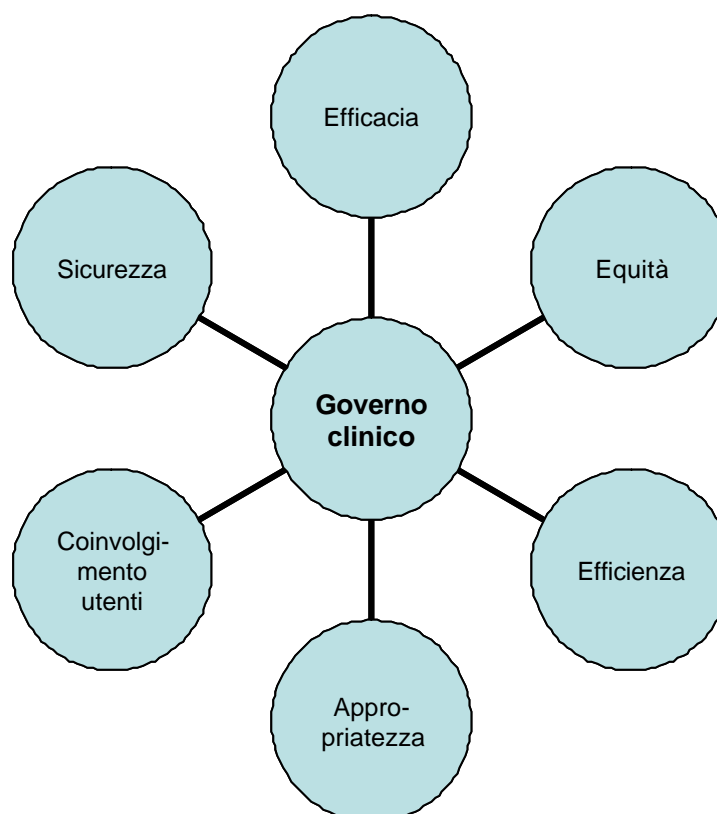 Efficacia
Sicurezza
Equità
Governo
clinico
Coinvolgi-
mento
utenti
Efficienza
Appro-
priatezza